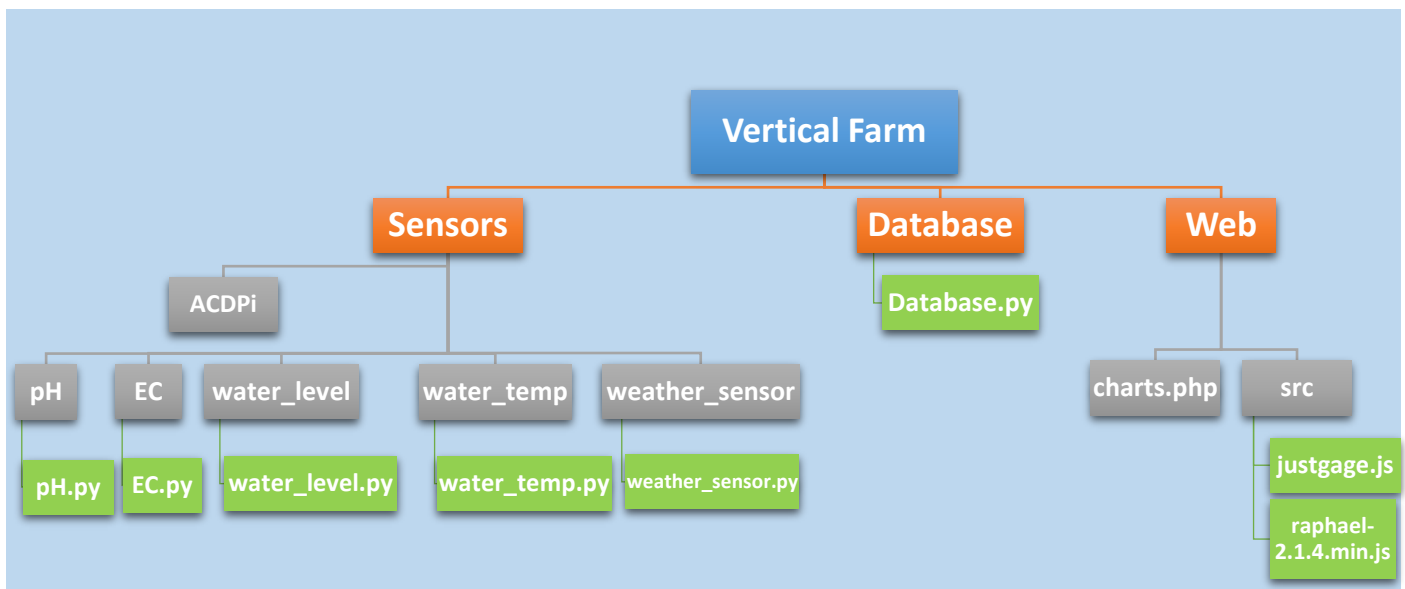 Vertical Farm
Sensors
Database
Web
ACDPi
Database.py
pH
EC
water_level
water_temp
weather_sensor
charts.php
src
pH.py
EC.py
water_level.py
water_temp.py
weather_sensor.py
justgage.js
raphael-
2.1.4.min.js